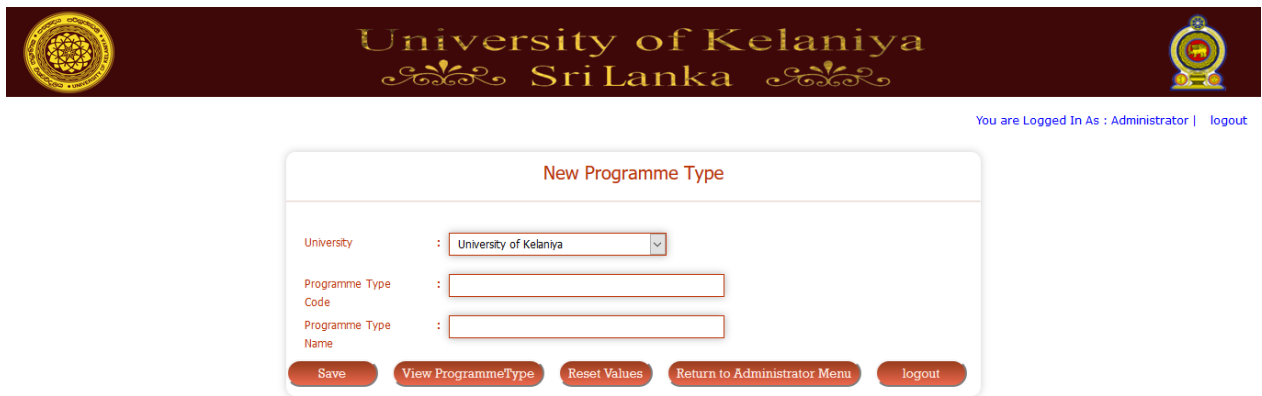 University of Kelaniya
Sri Lanka
You are Logged In As : Administrator | logout
New Programme Type
University : University of Kelaniya
Programme Type :
Code
Programme Type :
Name
Save View ProgrammeType Reset Values Return to Administrator Menu logout